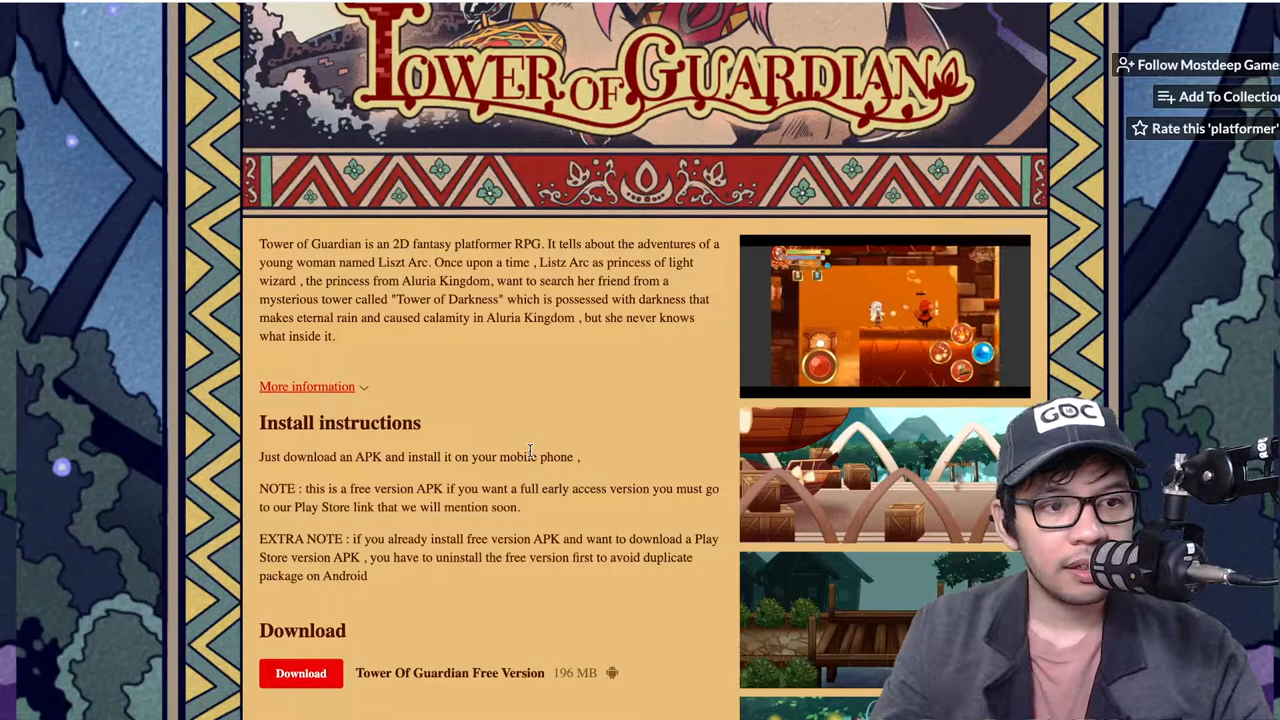 TOWER OF GUARDIAN
Follow Mostdeep Game
Add To Collection
Rate this 'platformer'
Tower of Guardian is an 2D fantasy platformer RPG. It tells about the adventures of a
young woman named Liszt Arc. Once upon a time , Listz Arc as princess of light
wizard , the princess from Aluria Kingdom, want to search her friend from a
mysterious tower called "Tower of Darkness" which is possessed with darkness that
makes eternal rain and caused calamity in Aluria Kingdom , but she never knows
what inside it.
More information
Install instructions
Just download an APK and install it on your mobile phone ,
NOTE : this is a free version APK if you want a full early access version you must go
to our Play Store link that we will mention soon.
EXTRA NOTE : if you already install free version APK and want to download a Play
Store version APK , you have to uninstall the free version first to avoid duplicate
package on Android
Download
Download Tower Of Guardian Free Version 196 MB
GDC